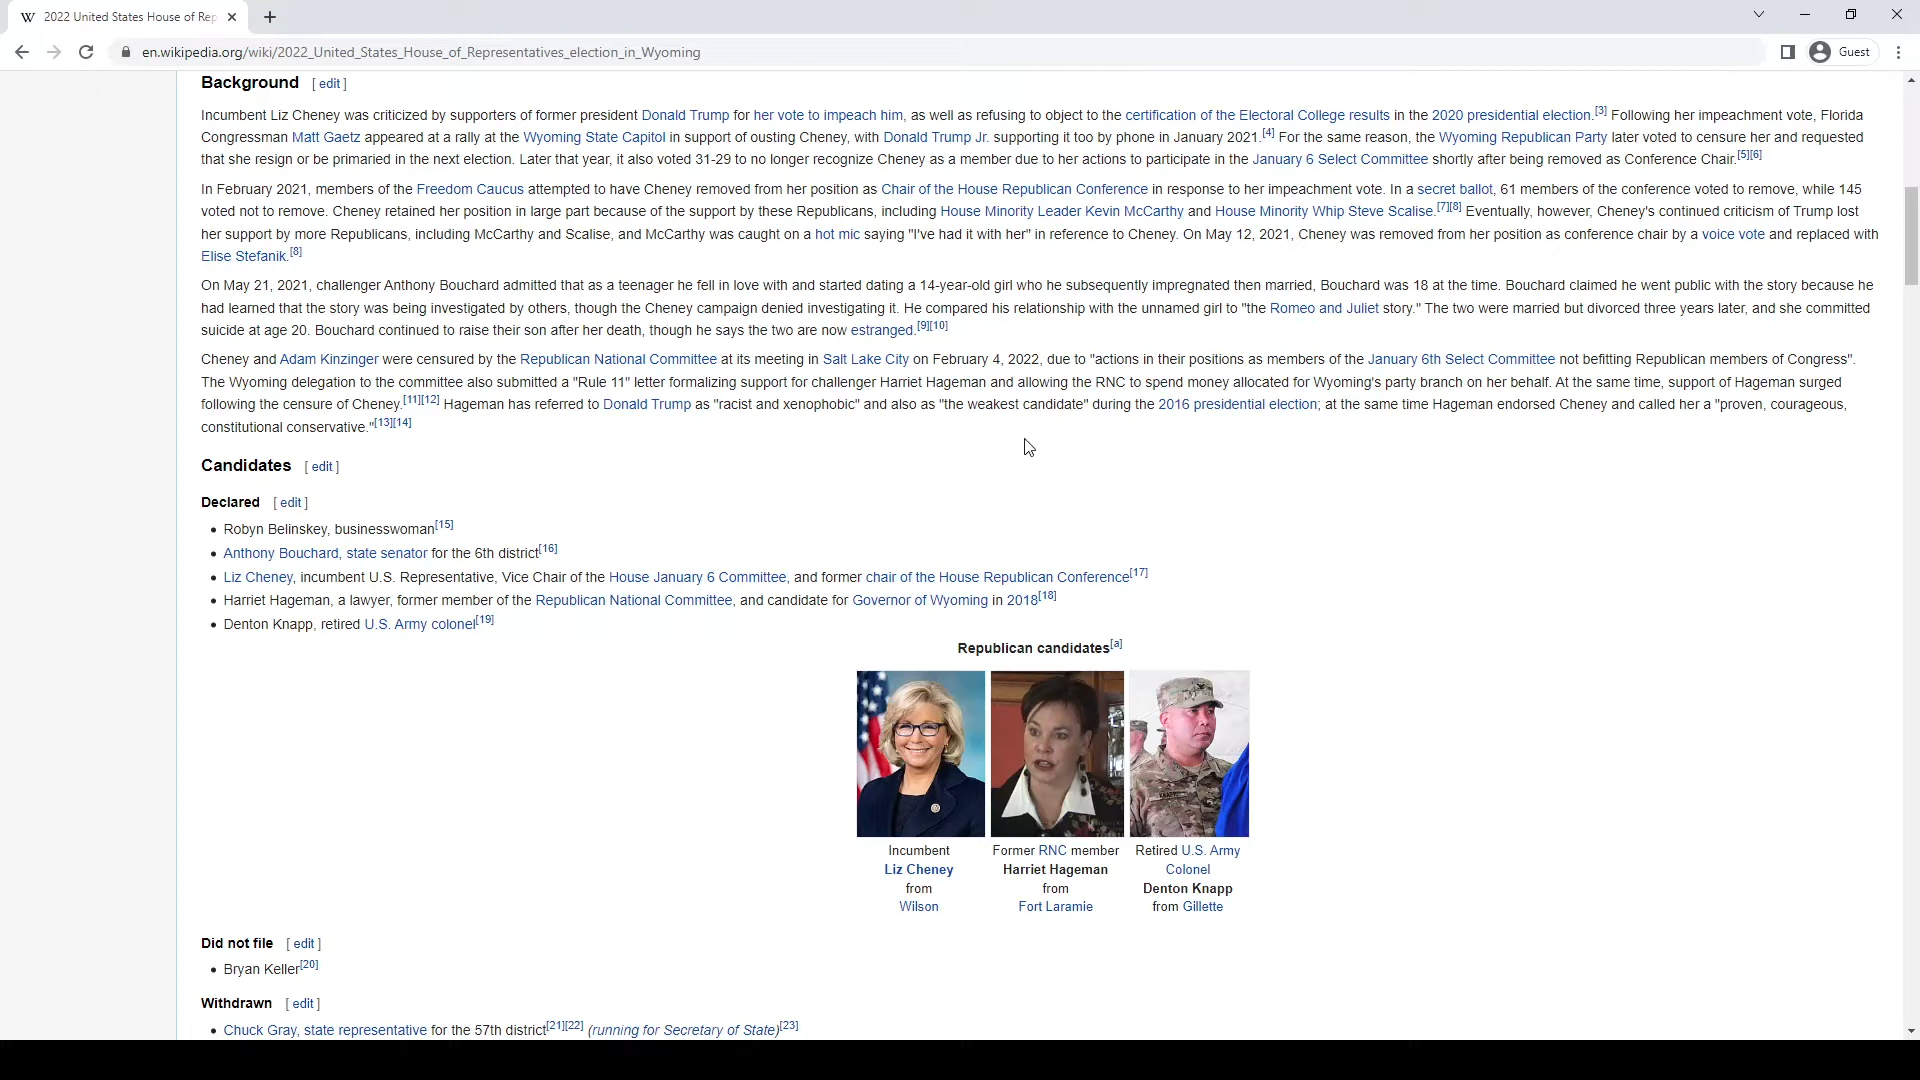 2022 United States House of Rep
en.wikipedia.org/wiki/2022_United_States_House_of_Representatives_election_in_Wyoming
Guest
Background [ edit ]
Incumbent Liz Cheney was criticized by supporters of former president Donald Trump for her vote to impeach him, as well as refusing to object to the certification of the Electoral College results in the 2020 presidential election.[3] Following her impeachment vote, Florida
Congressman Matt Gaetz appeared at a rally at the Wyoming State Capitol in support of ousting Cheney, with Donald Trump Jr. supporting it too by phone in January 2021.[4] For the same reason, the Wyoming Republican Party later voted to censure her and requested
that she resign or be primaried in the next election. Later that year, it also voted 31-29 to no longer recognize Cheney as a member due to her actions to participate in the January 6 Select Committee shortly after being removed as Conference Chair.[5][6]
In February 2021, members of the Freedom Caucus attempted to have Cheney removed from her position as Chair of the House Republican Conference in response to her impeachment vote. In a secret ballot, 61 members of the conference voted to remove, while 145
voted not to remove. Cheney retained her position in large part because of the support by these Republicans, including House Minority Leader Kevin McCarthy and House Minority Whip Steve Scalise.[7][8] Eventually, however, Cheney's continued criticism of Trump lost
her support by more Republicans, including McCarthy and Scalise, and McCarthy was caught on a hot mic saying "I've had it with her" in reference to Cheney. On May 12, 2021, Cheney was removed from her position as conference chair by a voice vote and replaced with
Elise Stefanik.[8]
On May 21, 2021, challenger Anthony Bouchard admitted that as a teenager he fell in love with and started dating a 14-year-old girl who he subsequently impregnated then married, Bouchard was 18 at the time. Bouchard claimed he went public with the story because he
had learned that the story was being investigated by others, though the Cheney campaign denied investigating it. He compared his relationship with the unnamed girl to "the Romeo and Juliet story." The two were married but divorced three years later, and she committed
suicide at age 20. Bouchard continued to raise their son after her death, though he says the two are now estranged.[9][10]
Cheney and Adam Kinzinger were censured by the Republican National Committee at its meeting in Salt Lake City on February 4, 2022, due to "actions in their positions as members of the January 6th Select Committee not befitting Republican members of Congress".
The Wyoming delegation to the committee also submitted a "Rule 11" letter formalizing support for challenger Harriet Hageman and allowing the RNC to spend money allocated for Wyoming's party branch on her behalf. At the same time, support of Hageman surged
following the censure of Cheney.[11][12] Hageman has referred to Donald Trump as "racist and xenophobic" and also as "the weakest candidate" during the 2016 presidential election; at the same time Hageman endorsed Cheney and called her a "proven, courageous,
constitutional conservative."[13][14]
Candidates [ edit ]
Declared [ edit ]
• Robyn Belinskey, businesswoman[15]
• Anthony Bouchard, state senator for the 6th district[16]
• Liz Cheney, incumbent U.S. Representative, Vice Chair of the House January 6 Committee, and former chair of the House Republican Conference[17]
• Harriet Hageman, a lawyer, former member of the Republican National Committee, and candidate for Governor of Wyoming in 2018[18]
• Denton Knapp, retired U.S. Army colonel[19]
Republican candidates[a]
KNAPP
Incumbent
Liz Cheney
from
Wilson
Former RNC member
Harriet Hageman
from
Fort Laramie
Retired U.S. Army
Colonel
Denton Knapp
from Gillette
Did not file [ edit ]
• Bryan Keller[20]
Withdrawn [ edit ]
• Chuck Gray, state representative for the 57th district[21][22] (running for Secretary of State)[23]